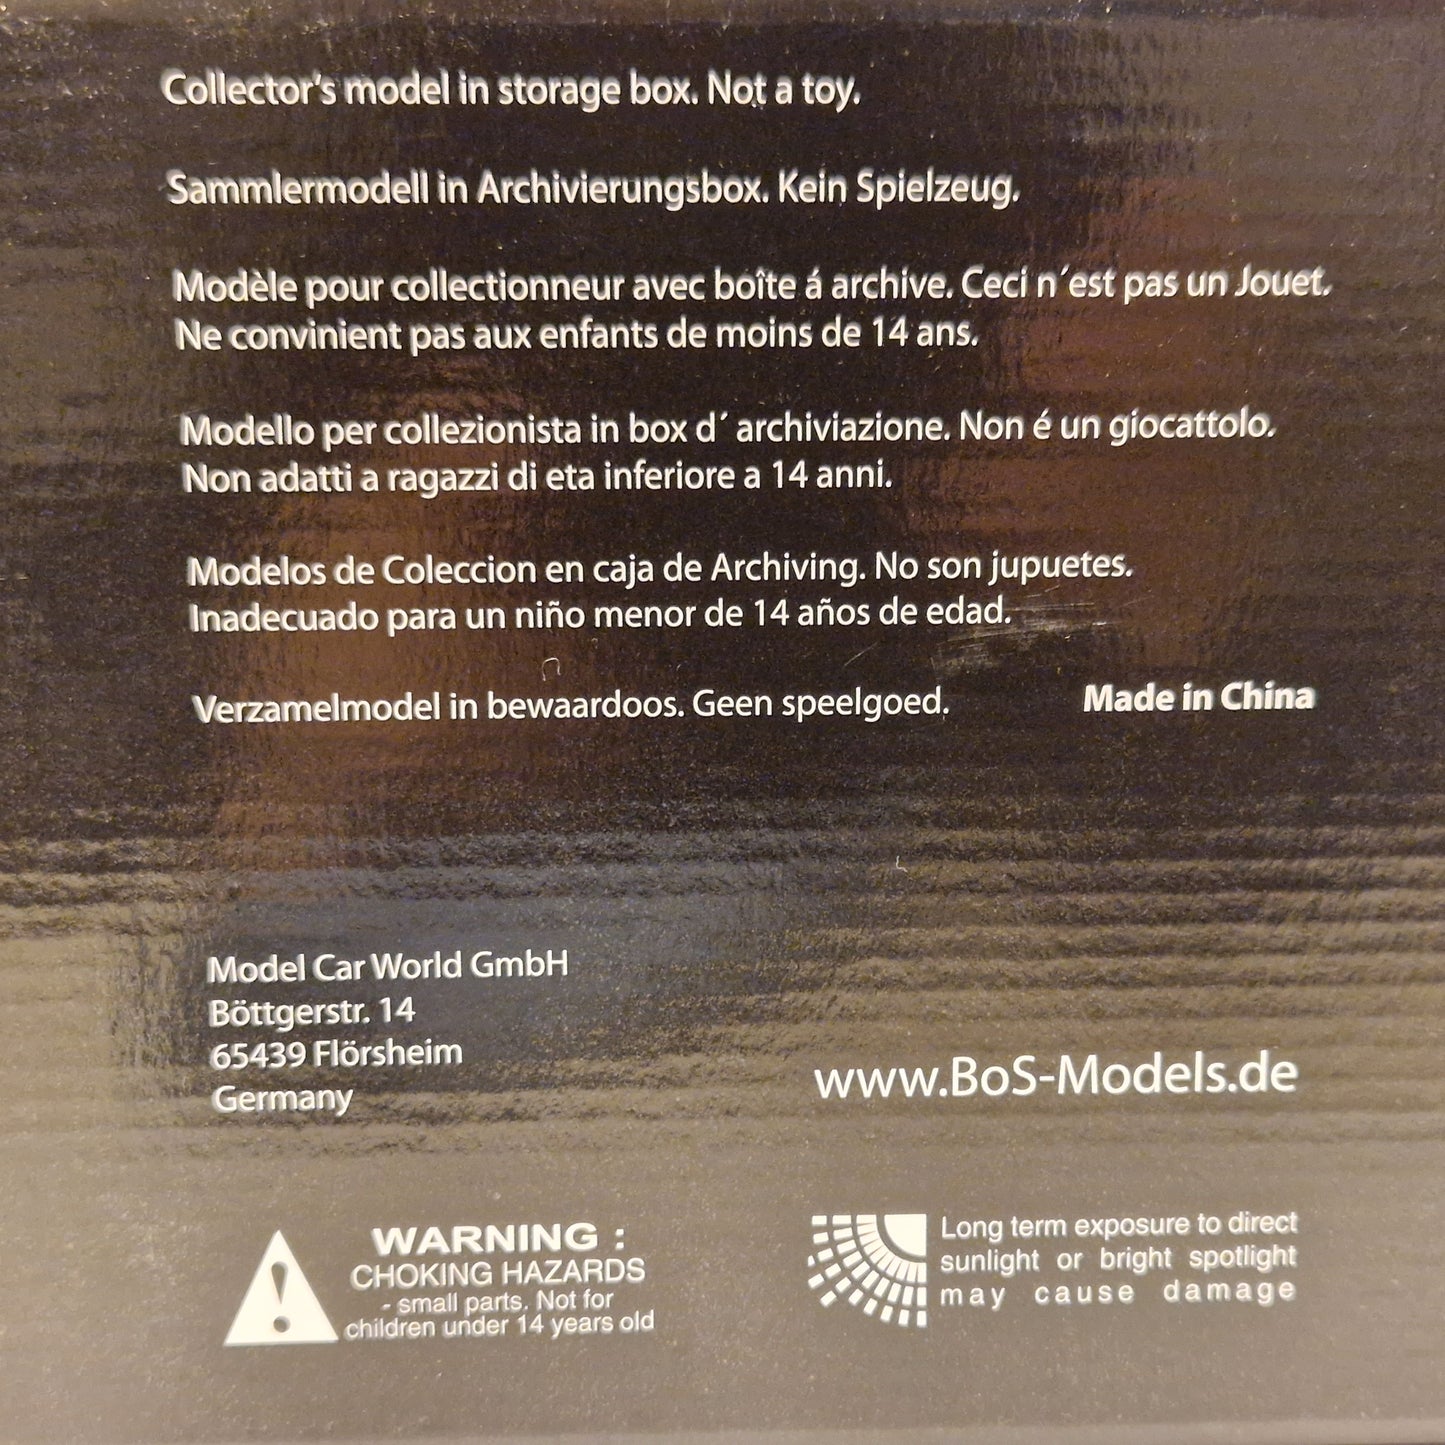 Collector‘s model in storage box. Not a toy.
Sammlermodell in Archivierungsbox. Kein Spielzeug.
Modèle pour collectionneur avec boîte á archive. Ceci n´est pas un Jouet.
Ne convinient pas aux enfants de moins de 14 ans.
Modello per collezionista in box d´ archiviazione. Non é un giocattolo.
Non adatti a ragazzi di eta inferiore a 14 anni.
Modelos de Coleccion en caja de Archiving. No son jupuetes.
Inadecuado para un niño menor de 14 años de edad.
Verzamelmodel in bewaardoos. Geen speelgoed.
Made in China
Model Car World GmbH
Böttgerstr. 14
65439 Flörsheim
Germany
www.BoS-Models.de
WARNING :
CHOKING HAZARDS
- small parts. Not for
children under 14 years old
Long term exposure to direct
sunlight or bright spotlight
may cause damage